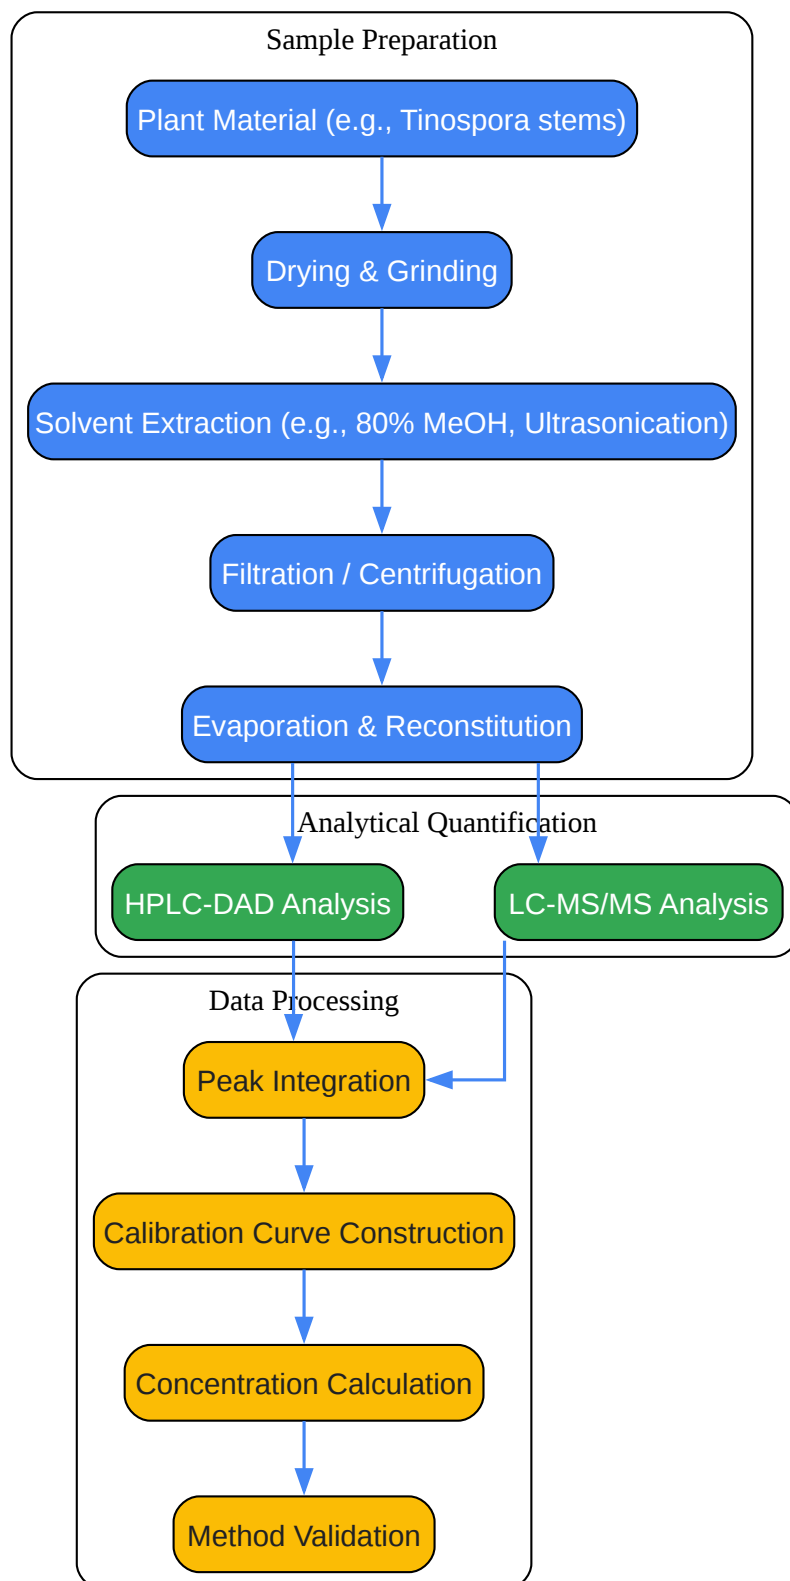 Sample Preparation
Plant Material (e.g., Tinospora stems)
Drying & Grinding
Solvent Extraction (e.g., 80% MeOH, Ultrasonication)
Filtration / Centrifugation
Evaporation & Reconstitution
Analytical Quantification
HPLC-DAD Analysis
LC-MS/MS Analysis
Data Processing
Peak Integration
Calibration Curve Construction
Concentration Calculation
Method Validation